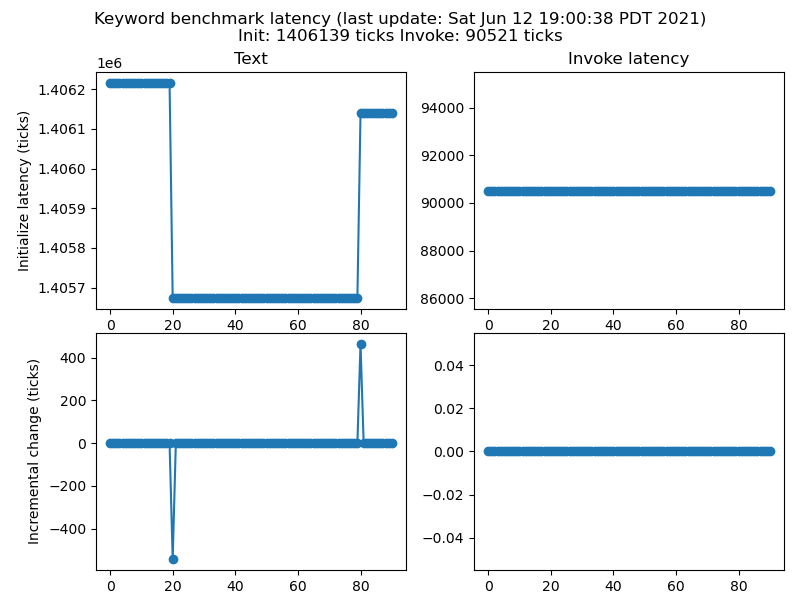 Keyword benchmark latency (last update: Sat Jun 12 19:00:38 PDT 2021)
Init: 1406139 ticks Invoke: 90521 ticks
Text
1e6
Initialize latency (ticks)
1.4062
1.4061
1.4060
1.4059
1.4058
1.4057
0 20 40 60 80
Invoke latency
94000
92000
90000
88000
86000
0 20 40 60 80
Incremental change (ticks)
400
200
0
−200
−400
0 20 40 60 80
0.04
0.02
0.00
−0.02
−0.04
0 20 40 60 80